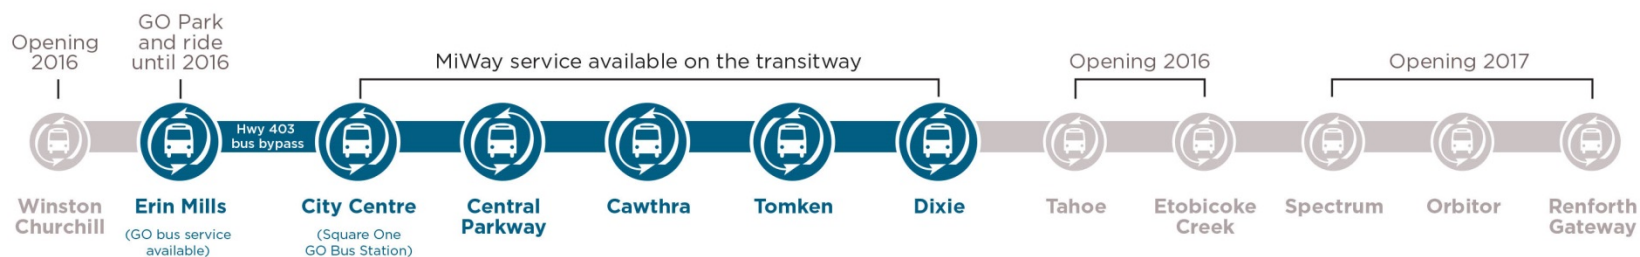 Opening
2016
GO Park
and ride
until 2016
MiWay service available on the transitway
Opening 2016
Opening 2017
Hwy 403
bus bypass
Winston
Churchill
Erin Mills
(GO bus service
available)
City Centre
(Square One
GO Bus Station)
Central
Parkway
Cawthra
Tomken
Dixie
Tahoe
Etobicoke
Creek
Spectrum
Orbitor
Renforth
Gateway